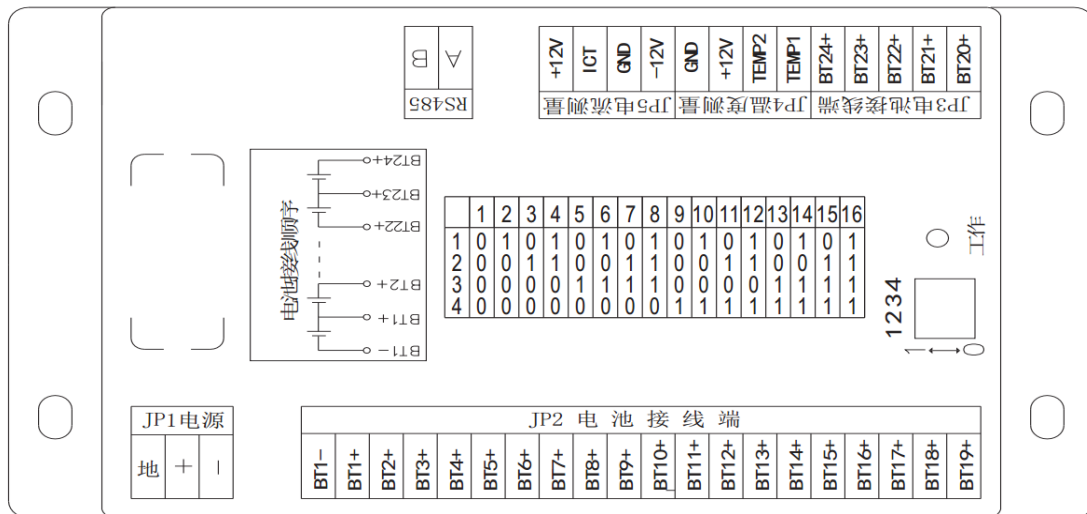 B A
RS485
+12V ICT GND -12V GND +12V TEMP2 TEMP1 BT24+ BT23+ BT22+ BT21+ BT20+
JP5电流测量 JP4温度测量 JP3电池接线端
电池接线顺序
BT24+
BT23+
BT22+
BT2+
BT1+
BT1-
1 2 3 4 5 6 7 8 9 10 11 12 13 14 15 16
1 0 1 0 1 0 1 0 1 0 1 0 1 0 1 0 1
2 0 0 1 1 0 0 1 1 0 0 1 1 0 0 1 1
3 0 0 0 0 1 1 1 1 0 0 0 0 1 1 1 1
4 0 0 0 0 0 0 0 0 1 1 1 1 1 1 1 1
工作
1234
1 0
JP1电源
地 + -
JP2 电 池 接 线 端
BT1- BT1+ BT2+ BT3+ BT4+ BT5+ BT6+ BT7+ BT8+ BT9+ BT10+ BT11+ BT12+ BT13+ BT14+ BT15+ BT16+ BT17+ BT18+ BT19+